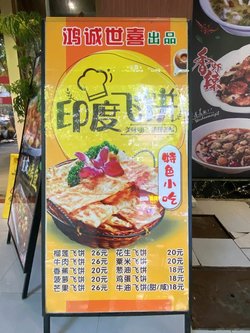 鸿诚世喜出品
印度飞饼
特色小吃
榴莲飞饼 26元 花生飞饼 20元
牛肉飞饼 26元 粟米飞饼 20元
香蕉飞饼 20元 葱油飞饼 18元
菠萝飞饼 20元 鸡蛋飞饼 18元
芒果飞饼 26元 牛油飞饼(甜/咸)18元